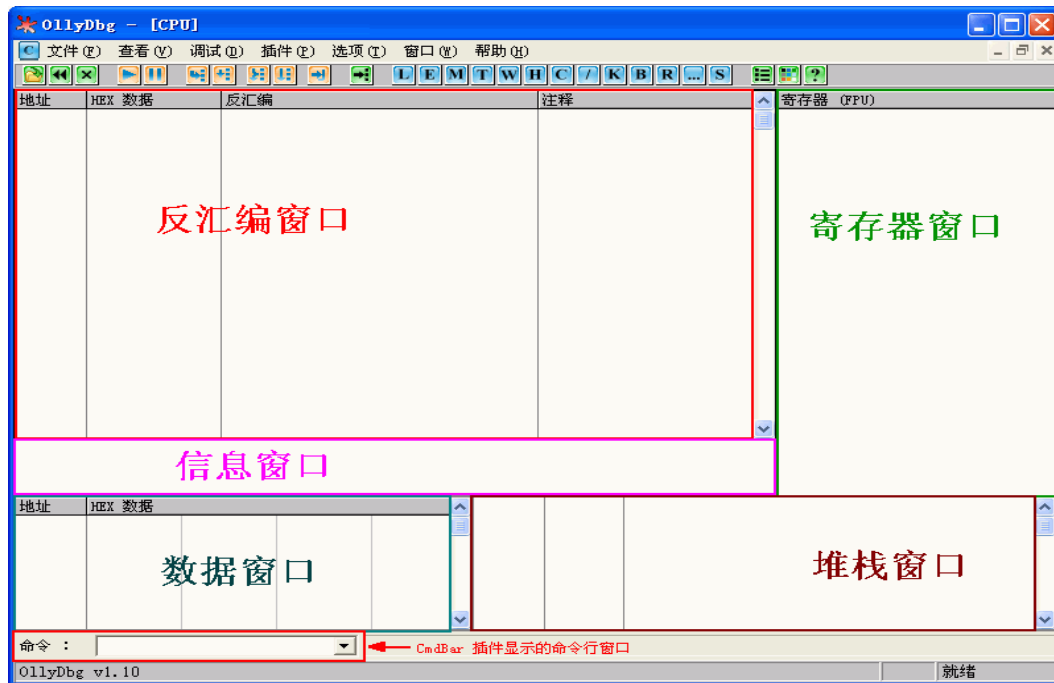 OllyDbg - [CPU]
C 文件(F) 查看(V) 调试(D) 插件(P) 选项(T) 窗口(W) 帮助(H)
L E M T W H C / K B R ... S ?
地址 HEX 数据 反汇编 注释 寄存器 (FPU)
反汇编窗口
寄存器窗口
信息窗口
地址 HEX 数据
数据窗口
堆栈窗口
命令 : CmdBar 插件显示的命令行窗口
OllyDbg v1.10 就绪